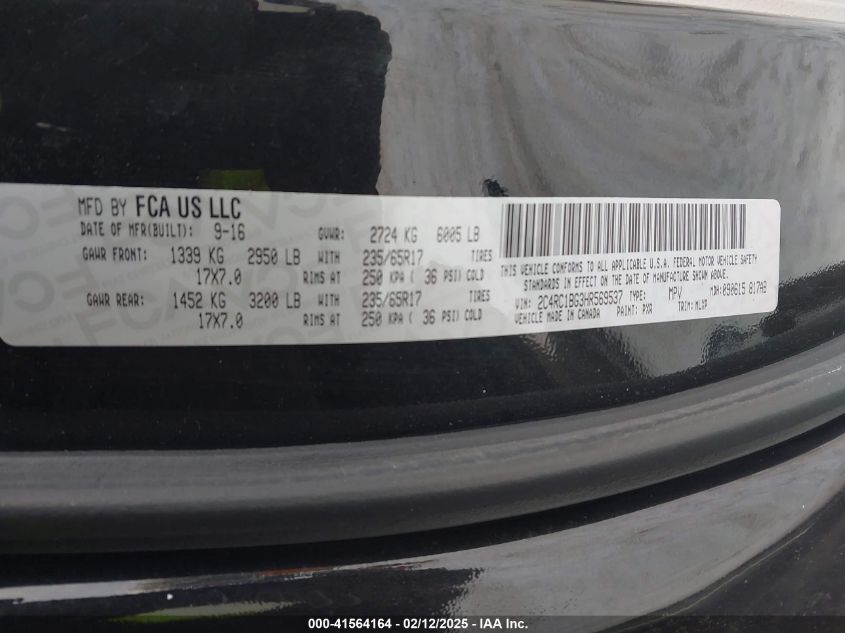 MFD BY FCA US LLC
DATE OF MFR(BUILT): 9-16 GVWR: 2724 KG 6005 LB
GAWR FRONT: 1339 KG 2950 LB WITH 235/65R17 TIRES
17X7.0 RIMS AT 250 KPA ( 36 PSI) COLD
GAWR REAR: 1452 KG 3200 LB WITH 235/65R17 TIRES
17X7.0 RIMS AT 250 KPA ( 36 PSI) COLD
THIS VEHICLE CONFORMS TO ALL APPLICABLE U.S.A. FEDERAL MOTOR VEHICLE SAFETY
STANDARDS IN EFFECT ON THE DATE OF MANUFACTURE SHOWN ABOVE.
VIN: 2C4RC1BG3HR569537 TYPE: MPV MDH: 090615 817AB
VEHICLE MADE IN CANADA PAINT: PXR TRIM: MLXP
000-41564164 - 02/12/2025 - IAA Inc.